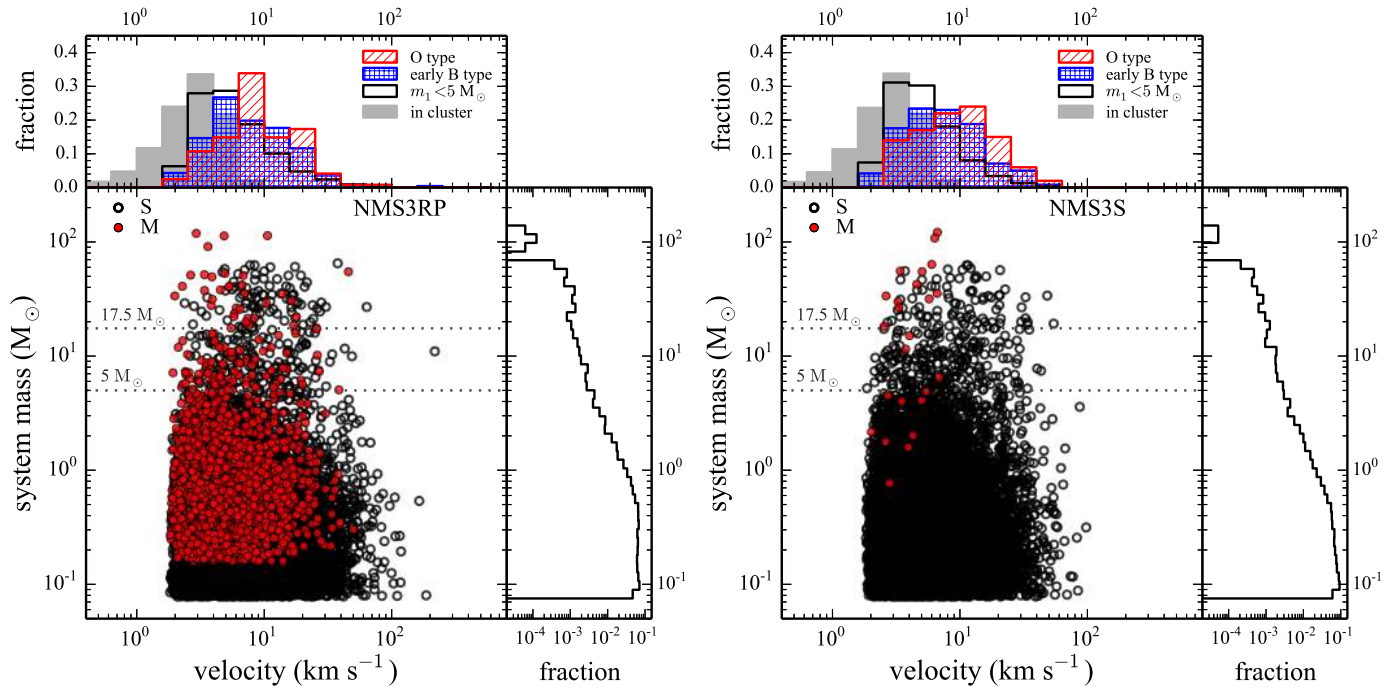 10⁰ 10¹ 10²
0.4
0.3
0.2
0.1
0.0
fraction
O type
early B type
m₁<5 M⊙
in cluster
S
M
NMS3RP
17.5 M⊙
5 M⊙
10²
10¹
10⁰
10⁻¹
system mass (M⊙)
10⁰ 10¹ 10²
velocity (km s⁻¹)
10²
10¹
10⁰
10⁻¹
10⁻⁴ 10⁻³ 10⁻² 10⁻¹
fraction
10⁰ 10¹ 10²
0.4
0.3
0.2
0.1
0.0
fraction
O type
early B type
m₁<5 M⊙
in cluster
S
M
NMS3S
17.5 M⊙
5 M⊙
10²
10¹
10⁰
10⁻¹
system mass (M⊙)
10⁰ 10¹ 10²
velocity (km s⁻¹)
10²
10¹
10⁰
10⁻¹
10⁻⁴ 10⁻³ 10⁻² 10⁻¹
fraction